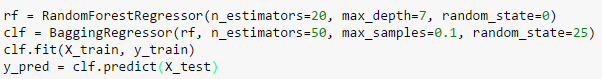 rf = RandomForestRegressor(n_estimators=20, max_depth=7, random_state=0)
clf = BaggingRegressor(rf, n_estimators=50, max_samples=0.1, random_state=25)
clf.fit(X_train, y_train)
y_pred = clf.predict(X_test)